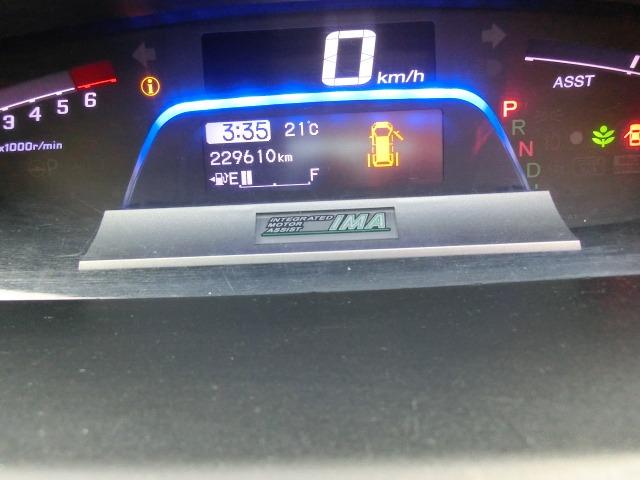 0 km/h
3 4 5 6
x1000r/min
ASST
3:35 21°C
229610km
E F
P
R
N
D
INTEGRATED
MOTOR
ASSIST
IMA